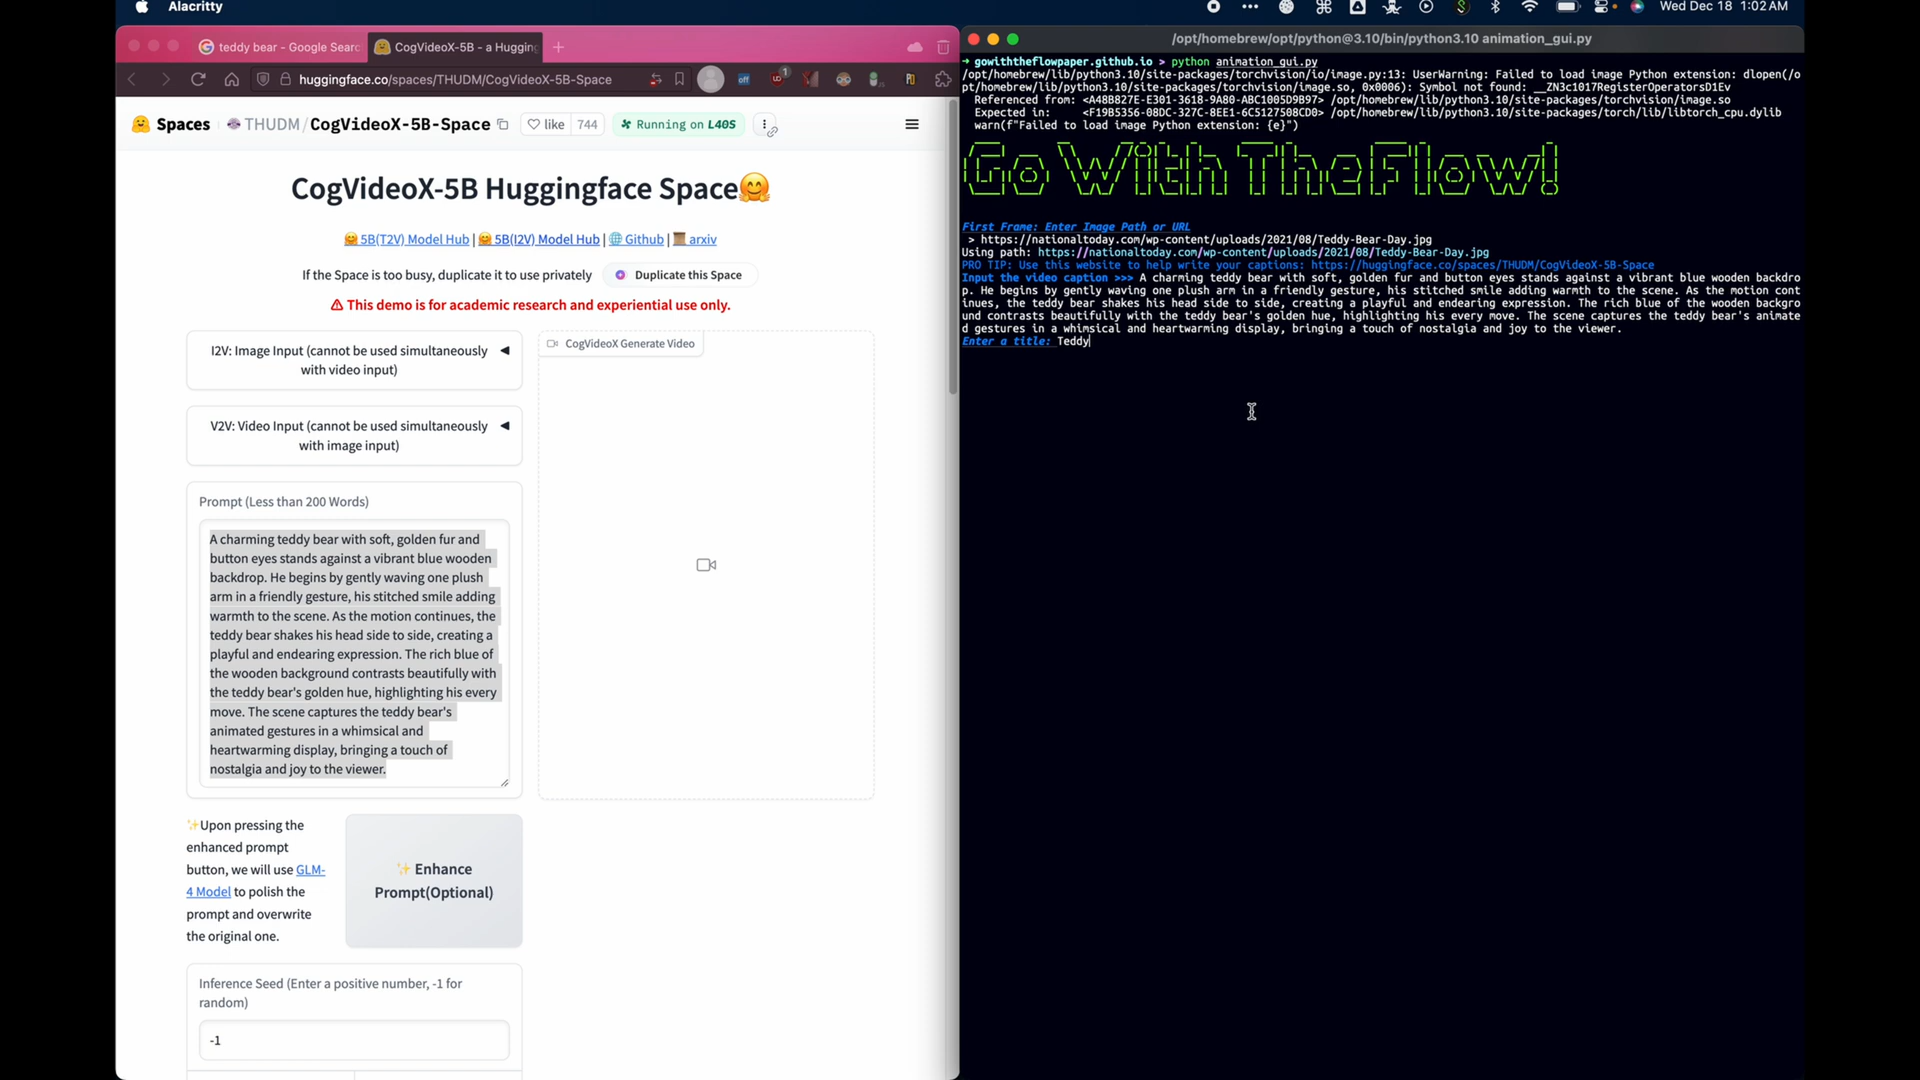 Alacritty
Wed Dec 18 1:02 AM
teddy bear - Google Searc
CogVideoX-5B - a Hugging
huggingface.co/spaces/THUDM/CogVideoX-5B-Space
Spaces
THUDM/CogVideoX-5B-Space
like 744
Running on L40S
CogVideoX-5B Huggingface Space🤗
🤗 5B(T2V) Model Hub | 🤗 5B(I2V) Model Hub | 🌐 Github | 📜 arxiv
If the Space is too busy, duplicate it to use privately
Duplicate this Space
⚠ This demo is for academic research and experiential use only.
I2V: Image Input (cannot be used simultaneously
with video input)
V2V: Video Input (cannot be used simultaneously
with image input)
CogVideoX Generate Video
Prompt (Less than 200 Words)
A charming teddy bear with soft, golden fur and
button eyes stands against a vibrant blue wooden
backdrop. He begins by gently waving one plush
arm in a friendly gesture, his stitched smile adding
warmth to the scene. As the motion continues, the
teddy bear shakes his head side to side, creating a
playful and endearing expression. The rich blue of
the wooden background contrasts beautifully with
the teddy bear's golden hue, highlighting his every
move. The scene captures the teddy bear's
animated gestures in a whimsical and
heartwarming display, bringing a touch of
nostalgia and joy to the viewer.
✨Upon pressing the
enhanced prompt
button, we will use GLM-
4 Model to polish the
prompt and overwrite
the original one.
✨ Enhance
Prompt(Optional)
Inference Seed (Enter a positive number, -1 for
random)
-1
/opt/homebrew/opt/python@3.10/bin/python3.10 animation_gui.py
➜ gowiththeflowpaper.github.io > python animation_gui.py
/opt/homebrew/lib/python3.10/site-packages/torchvision/io/image.py:13: UserWarning: Failed to load image Python extension: dlopen(/o
pt/homebrew/lib/python3.10/site-packages/torchvision/image.so, 0x0006): Symbol not found: __ZN3c1017RegisterOperatorsD1Ev
Referenced from: <A48B827E-E301-3618-9A80-ABC1005D9B97> /opt/homebrew/lib/python3.10/site-packages/torchvision/image.so
Expected in: <F19B5356-08DC-327C-8EE1-6C5127508CD0> /opt/homebrew/lib/python3.10/site-packages/torch/lib/libtorch_cpu.dylib
warn(f"Failed to load image Python extension: {e}")
Go With The Flow!
First Frame: Enter Image Path or URL
> https://nationaltoday.com/wp-content/uploads/2021/08/Teddy-Bear-Day.jpg
Using path: https://nationaltoday.com/wp-content/uploads/2021/08/Teddy-Bear-Day.jpg
PRO TIP: Use this website to help write your captions: https://huggingface.co/spaces/THUDM/CogVideoX-5B-Space
Input the video caption >>> A charming teddy bear with soft, golden fur and button eyes stands against a vibrant blue wooden backdro
p. He begins by gently waving one plush arm in a friendly gesture, his stitched smile adding warmth to the scene. As the motion cont
inues, the teddy bear shakes his head side to side, creating a playful and endearing expression. The rich blue of the wooden backgro
und contrasts beautifully with the teddy bear's golden hue, highlighting his every move. The scene captures the teddy bear's animate
d gestures in a whimsical and heartwarming display, bringing a touch of nostalgia and joy to the viewer.
Enter a title: Teddy